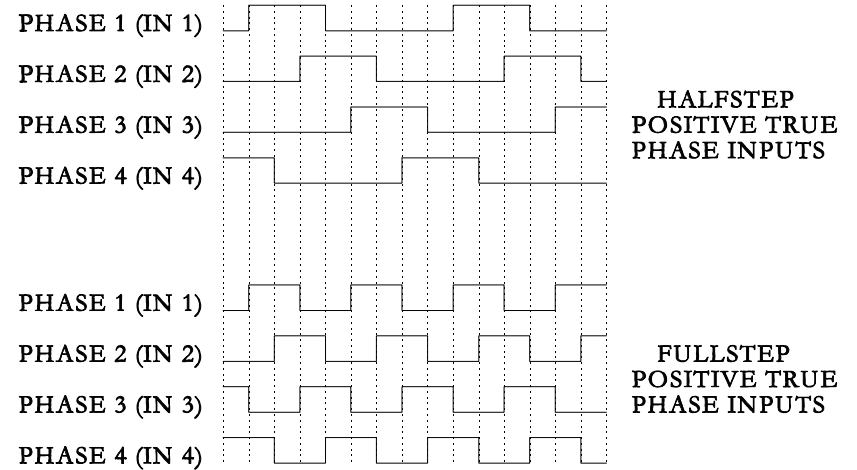 PHASE 1 (IN 1)
PHASE 2 (IN 2)
PHASE 3 (IN 3)
PHASE 4 (IN 4)
HALFSTEP
POSITIVE TRUE
PHASE INPUTS
PHASE 1 (IN 1)
PHASE 2 (IN 2)
PHASE 3 (IN 3)
PHASE 4 (IN 4)
FULLSTEP
POSITIVE TRUE
PHASE INPUTS